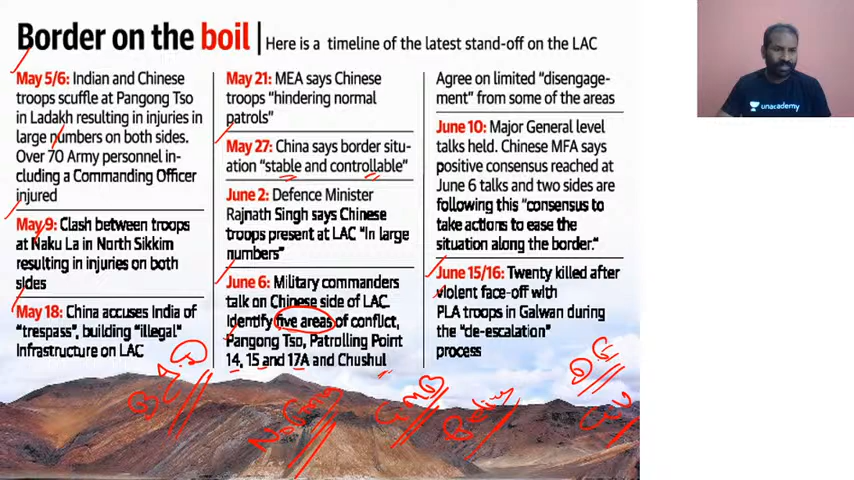 Border on the boil
Here is a timeline of the latest stand-off on the LAC
May 5/6: Indian and Chinese
troops scuffle at Pangong Tso
in Ladakh resulting in injuries in
large numbers on both sides.
Over 70 Army personnel in-
cluding a Commanding Officer
injured
May 9: Clash between troops
at Naku La in North Sikkim
resulting in injuries on both
sides
May 18: China accuses India of
"trespass", building "illegal"
infrastructure on LAC
May 21: MEA says Chinese
troops "hindering normal
patrols"
May 27: China says border situ-
ation "stable and controllable"
June 2: Defence Minister
Rajnath Singh says Chinese
troops present at LAC "in large
numbers"
June 6: Military commanders
talk on Chinese side of LAC.
Identify five areas of conflict,
Pangong Tso, Patrolling Point
14, 15 and 17A and Chushul
Agree on limited "disengage-
ment" from some of the areas
June 10: Major General level
talks held. Chinese MFA says
positive consensus reached at
June 6 talks and two sides are
following this "consensus to
take actions to ease the
situation along the border."
June 15/16: Twenty killed after
violent face-off with
PLA troops in Galwan during
the "de-escalation"
process
unacademy